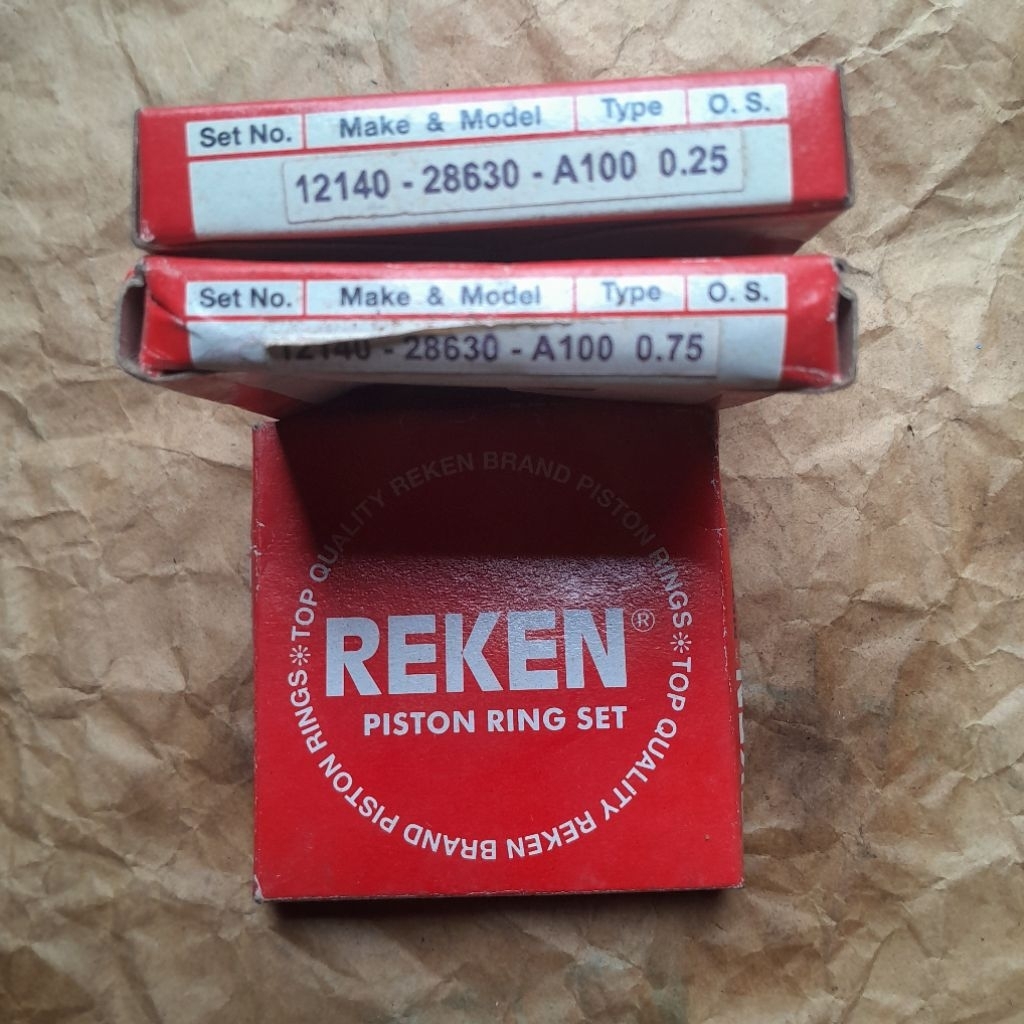 Set No. Make & Model Type O. S.
12140 - 28630 - A100 0.25
Set No. Make & Model Type O. S.
12140 - 28630 - A100 0.75
*TOP QUALITY REKEN BRAND PISTON RINGS
REKEN®
PISTON RING SET
*TOP QUALITY REKEN BRAND PISTON RINGS